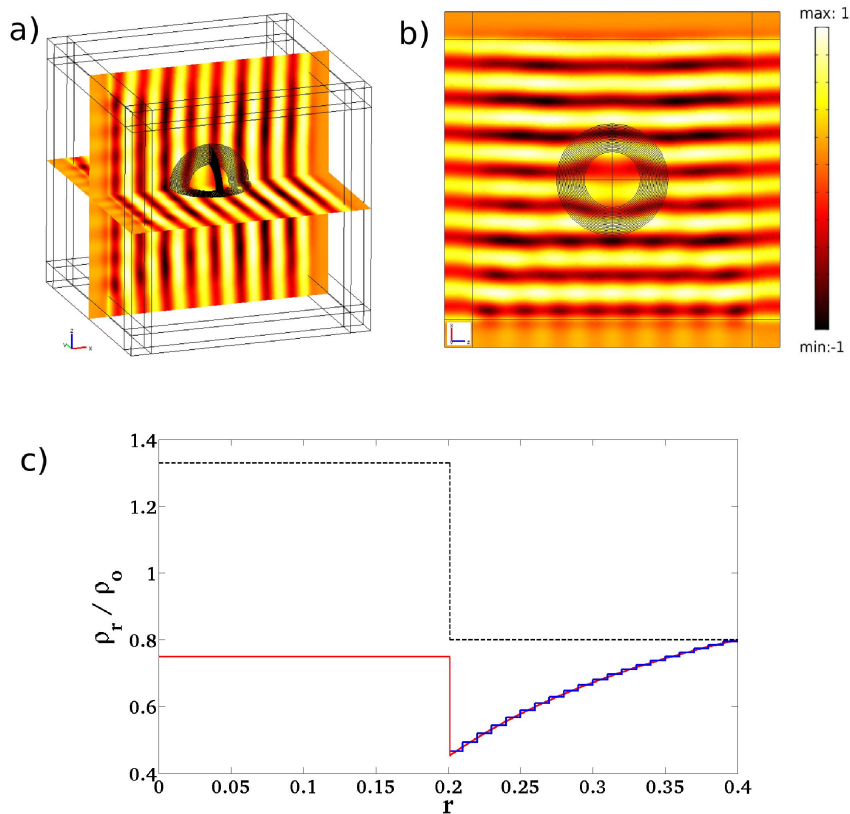 a)
b)
max: 1
min:-1
z
y
x
x
y
z
c)
1.4
1.2
1
0.8
0.6
0.4
ρr / ρo
0
0.05
0.1
0.15
0.2
0.25
0.3
0.35
0.4
r